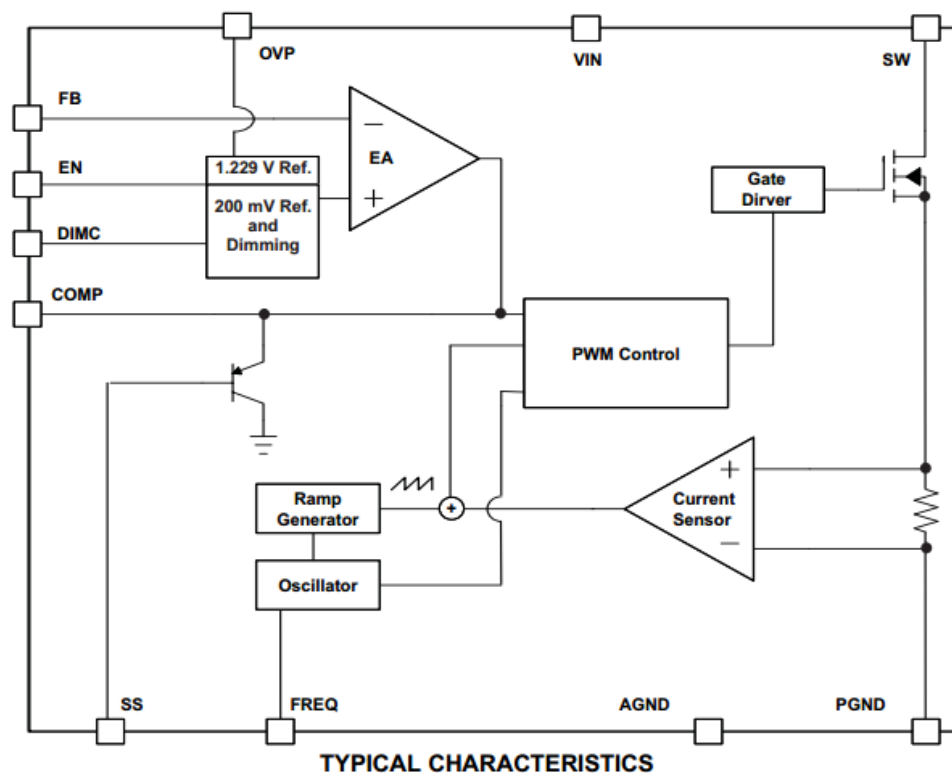 OVP
VIN
SW
FB
EN
DIMC
COMP
1.229 V Ref.
200 mV Ref.
and
Dimming
−
EA
+
Gate
Dirver
PWM Control
Ramp
Generator
+
Oscillator
+
Current
Sensor
−
SS
FREQ
AGND
PGND
TYPICAL CHARACTERISTICS